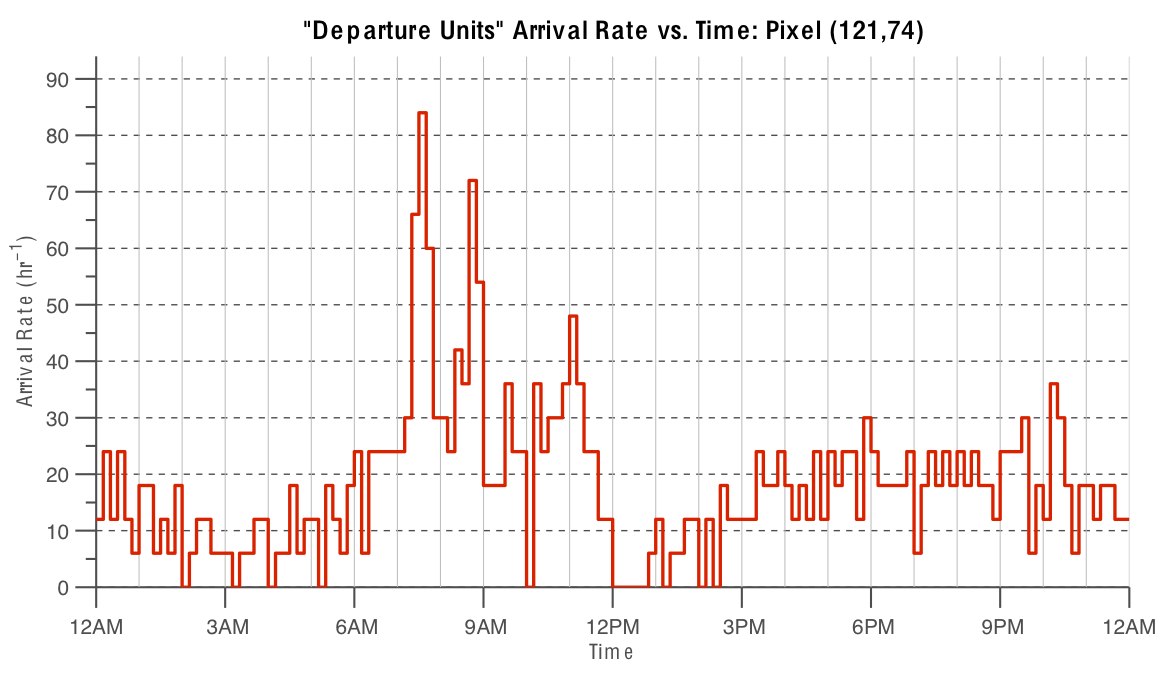 "Departure Units" Arrival Rate vs. Time: Pixel (121,74)
90
80
70
60
50
40
30
20
10
0
Arrival Rate (hr⁻¹)
12AM 3AM 6AM 9AM 12PM 3PM 6PM 9PM 12AM
Time